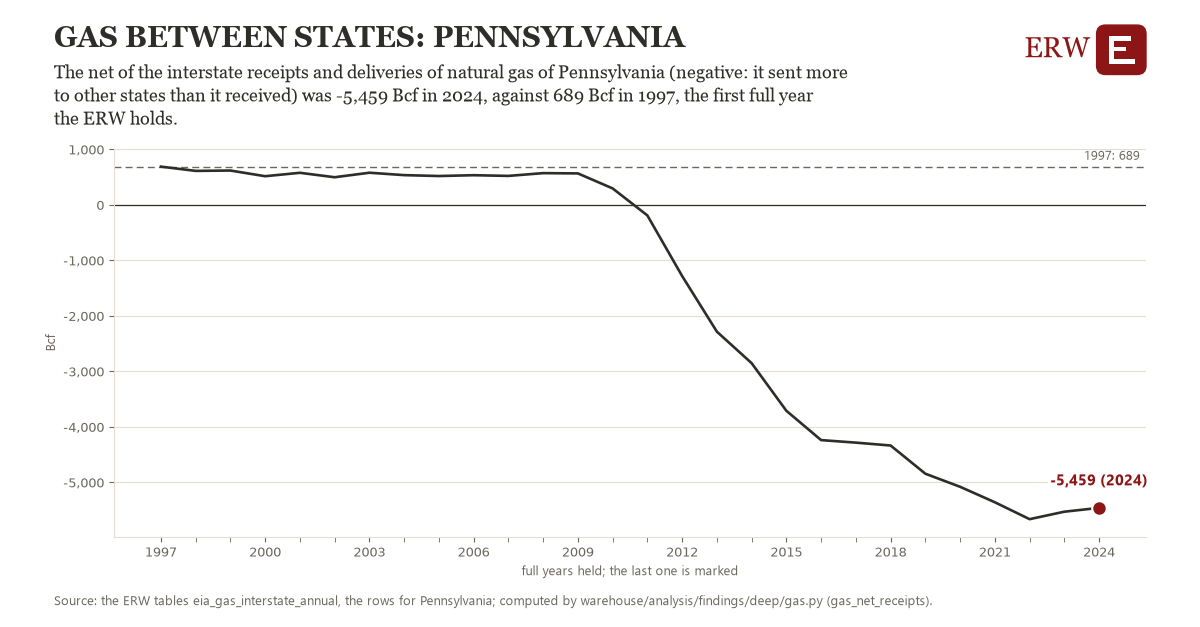 GAS BETWEEN STATES: PENNSYLVANIA
ERW E
The net of the interstate receipts and deliveries of natural gas of Pennsylvania (negative: it sent more
to other states than it received) was -5,459 Bcf in 2024, against 689 Bcf in 1997, the first full year
the ERW holds.
1,000
1997: 689
0
-1,000
-2,000
Bcf
-3,000
-4,000
-5,000
-5,459 (2024)
1997 2000 2003 2006 2009 2012 2015 2018 2021 2024
full years held; the last one is marked
Source: the ERW tables eia_gas_interstate_annual, the rows for Pennsylvania; computed by warehouse/analysis/findings/deep/gas.py (gas_net_receipts).